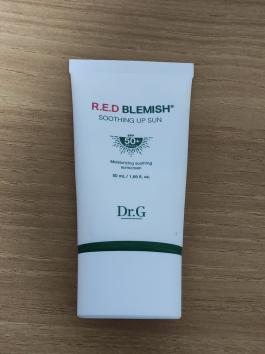 R.E.D BLEMISH®
SOOTHING UP SUN
SPF
50+
Moisturizing soothing
sunscreen
50 mL / 1.69 fl. oz.
Dr.G